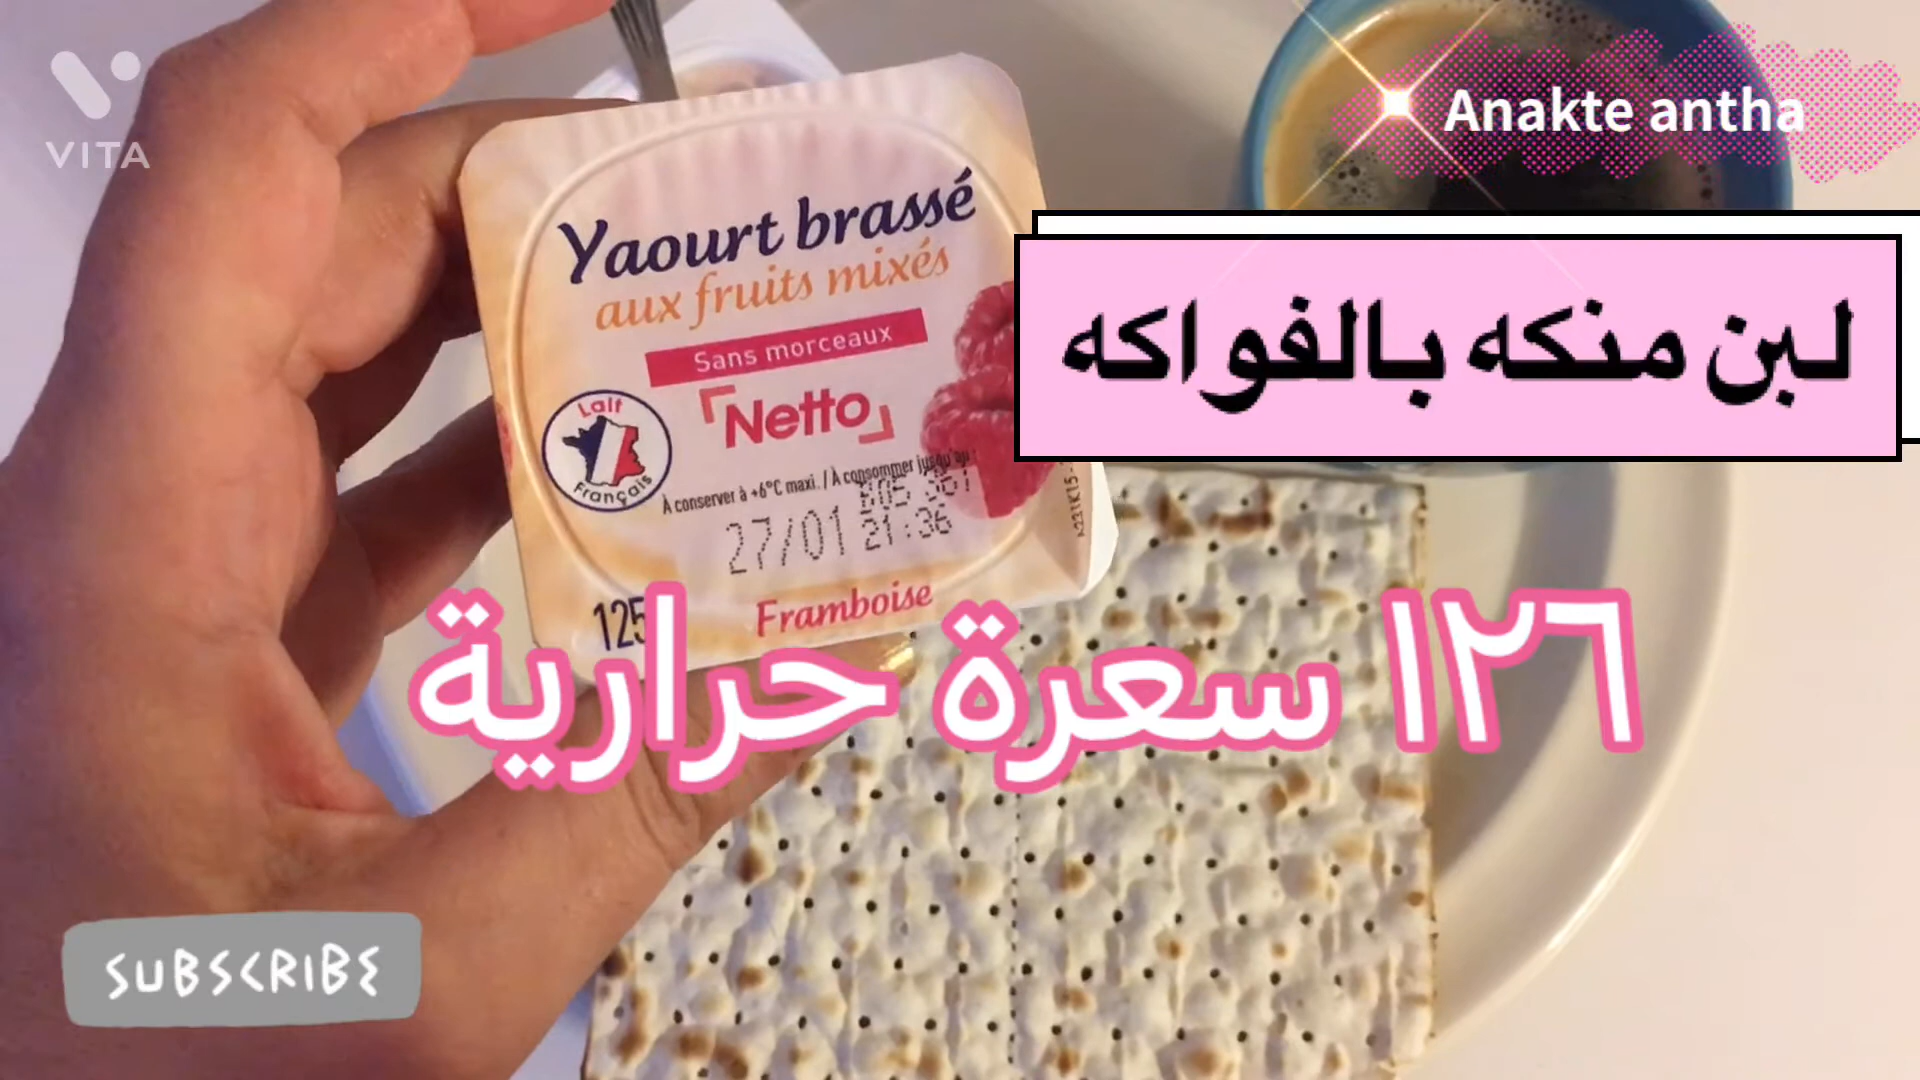 VITA
Anakte antha
Yaourt brassé
aux fruits mixés
Sans morceaux
Netto
Lait
Français
À conserver à +6°C maxi. / À consommer jusqu'au :
27/01
21:36
125
Framboise
لبن منكه بالفواكه
١٢٦ سعرة حرارية
SUBSCRIBE